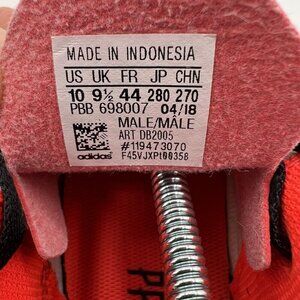 MADE IN INDONESIA
US UK FR JP CHN
10 9½ 44 280 270
PBB 698007 04/18
MALE/MÂLE
ART DB2005
#119473070
adidas F45VJXP100358